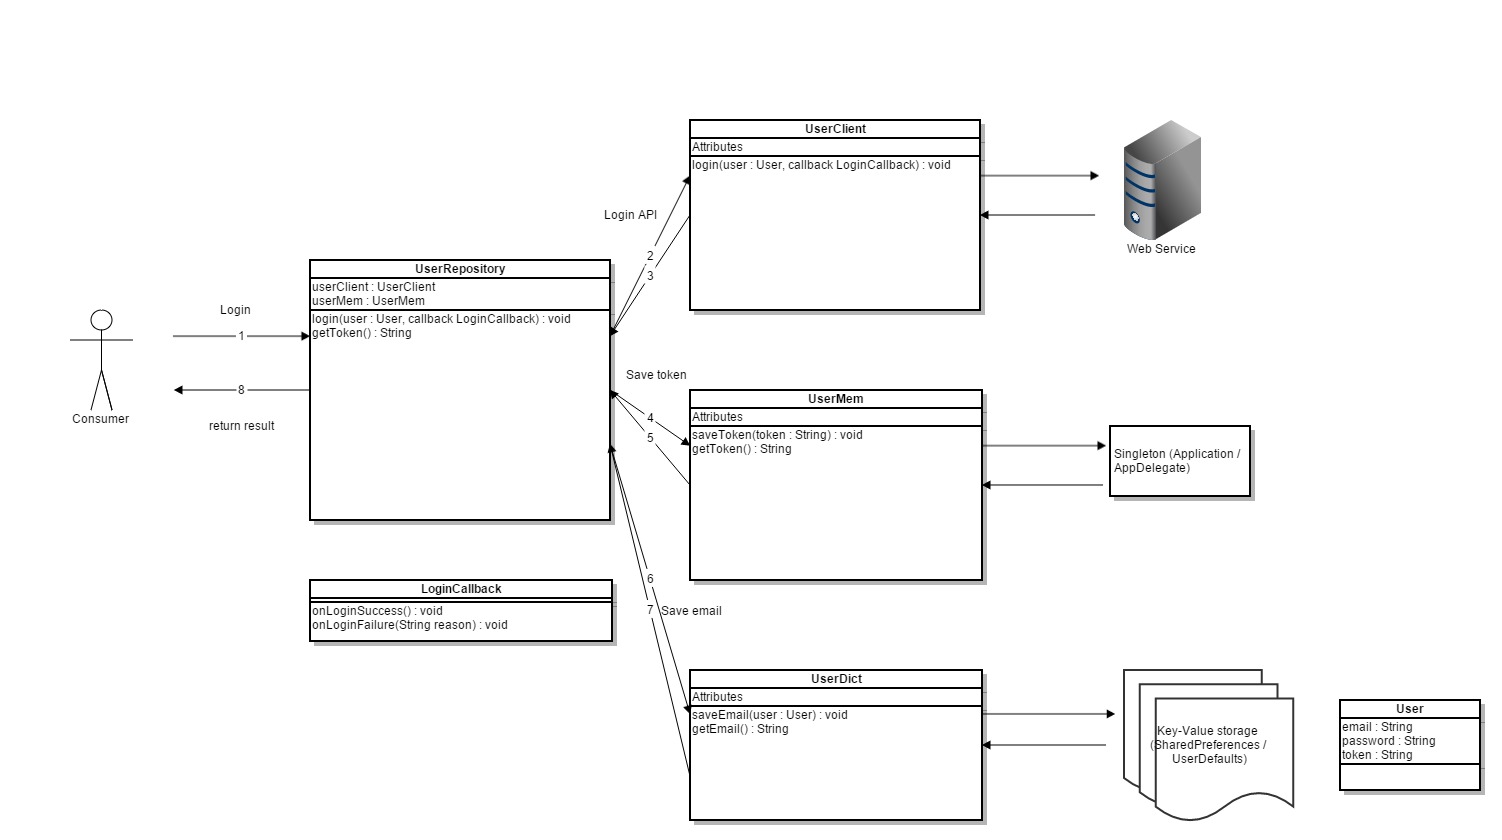 UserClient
Attributes
login(user : User, callback LoginCallback) : void
Web Service
Login API
2
3
UserRepository
userClient : UserClient
userMem : UserMem
login(user : User, callback LoginCallback) : void
getToken() : String
Login
1
8
return result
Consumer
Save token
4
5
UserMem
Attributes
saveToken(token : String) : void
getToken() : String
Singleton (Application /
AppDelegate)
LoginCallback
onLoginSuccess() : void
onLoginFailure(String reason) : void
6
7
Save email
UserDict
Attributes
saveEmail(user : User) : void
getEmail() : String
Key-Value storage
(SharedPreferences /
UserDefaults)
User
email : String
password : String
token : String